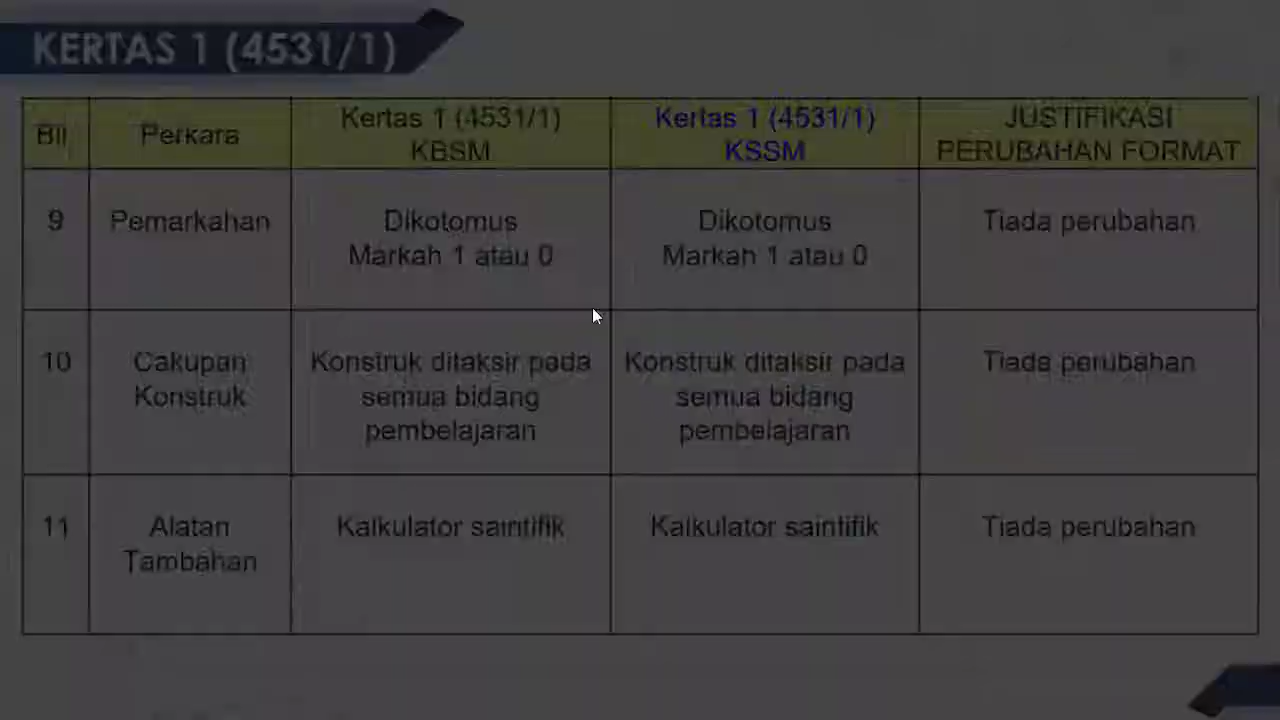 KERTAS 1 (4531/1)
Bil. Perkara Kertas 1 (4531/1) KBSM Kertas 1 (4531/1) KSSM JUSTIFIKASI PERUBAHAN FORMAT
9 Pemarkahan Dikotomus Dikotomus Tiada perubahan
Markah 1 atau 0 Markah 1 atau 0
10 Cakupan Konstruk ditaksir pada Konstruk ditaksir pada Tiada perubahan
Konstruk semua bidang semua bidang
pembelajaran pembelajaran
11 Alatan Kalkulator saintifik Kalkulator saintifik Tiada perubahan
Tambahan